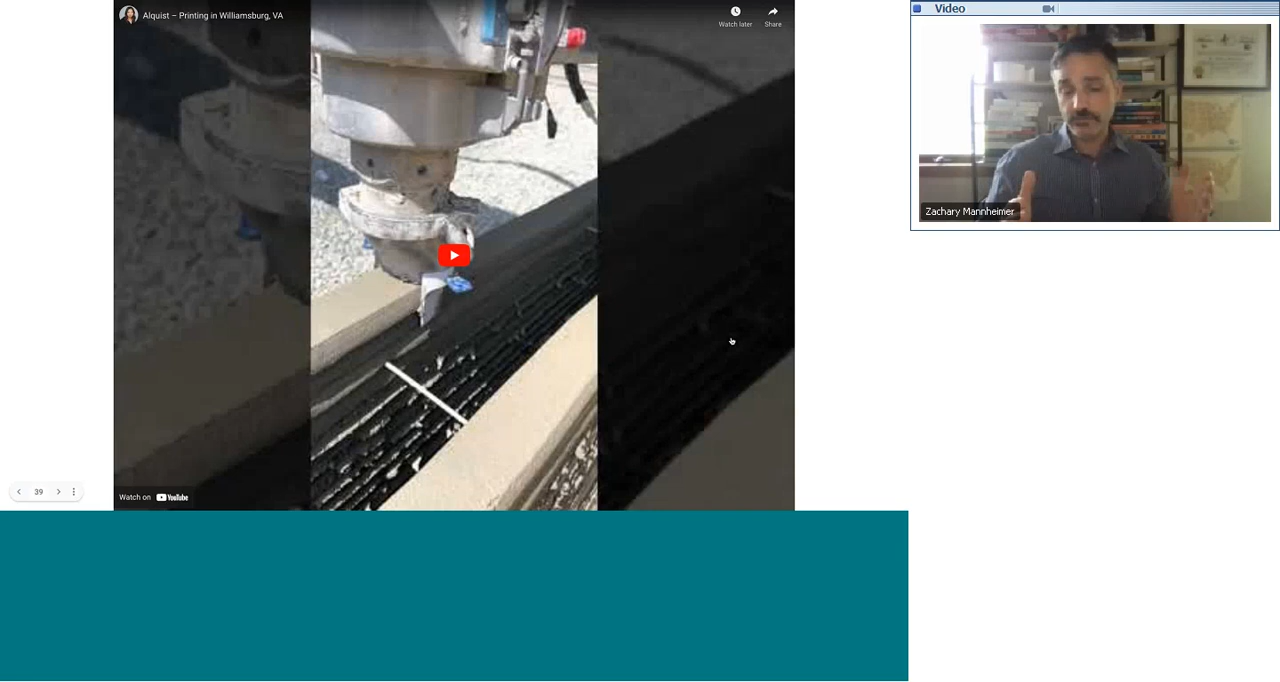 Alquist – Printing in Williamsburg, VA
Watch later
Share
Watch on YouTube
39
Video
Zachary Mannheimer